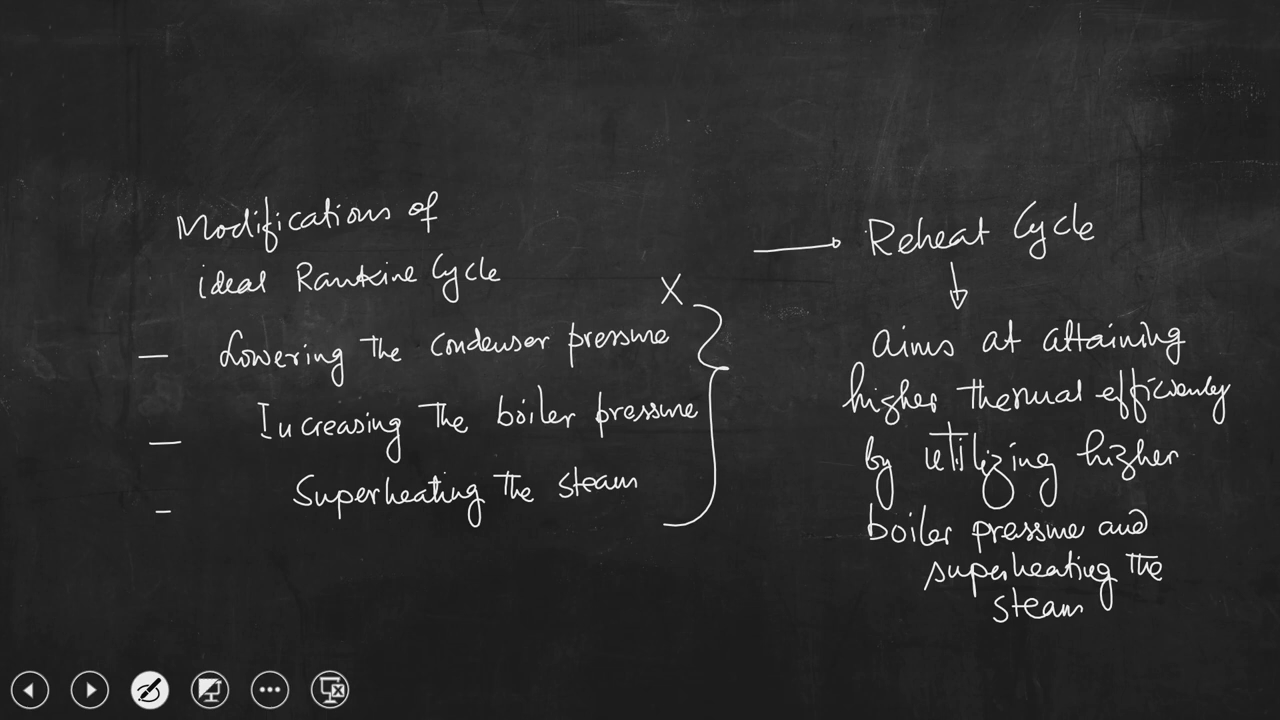 Modifications of
ideal Rankine Cycle
X
— Lowering the condenser pressure
— Increasing the boiler pressure
– Superheating the steam
→ Reheat Cycle
↓
aims at attaining
higher thermal efficiency
by utilizing higher
boiler pressure and
superheating the
steam